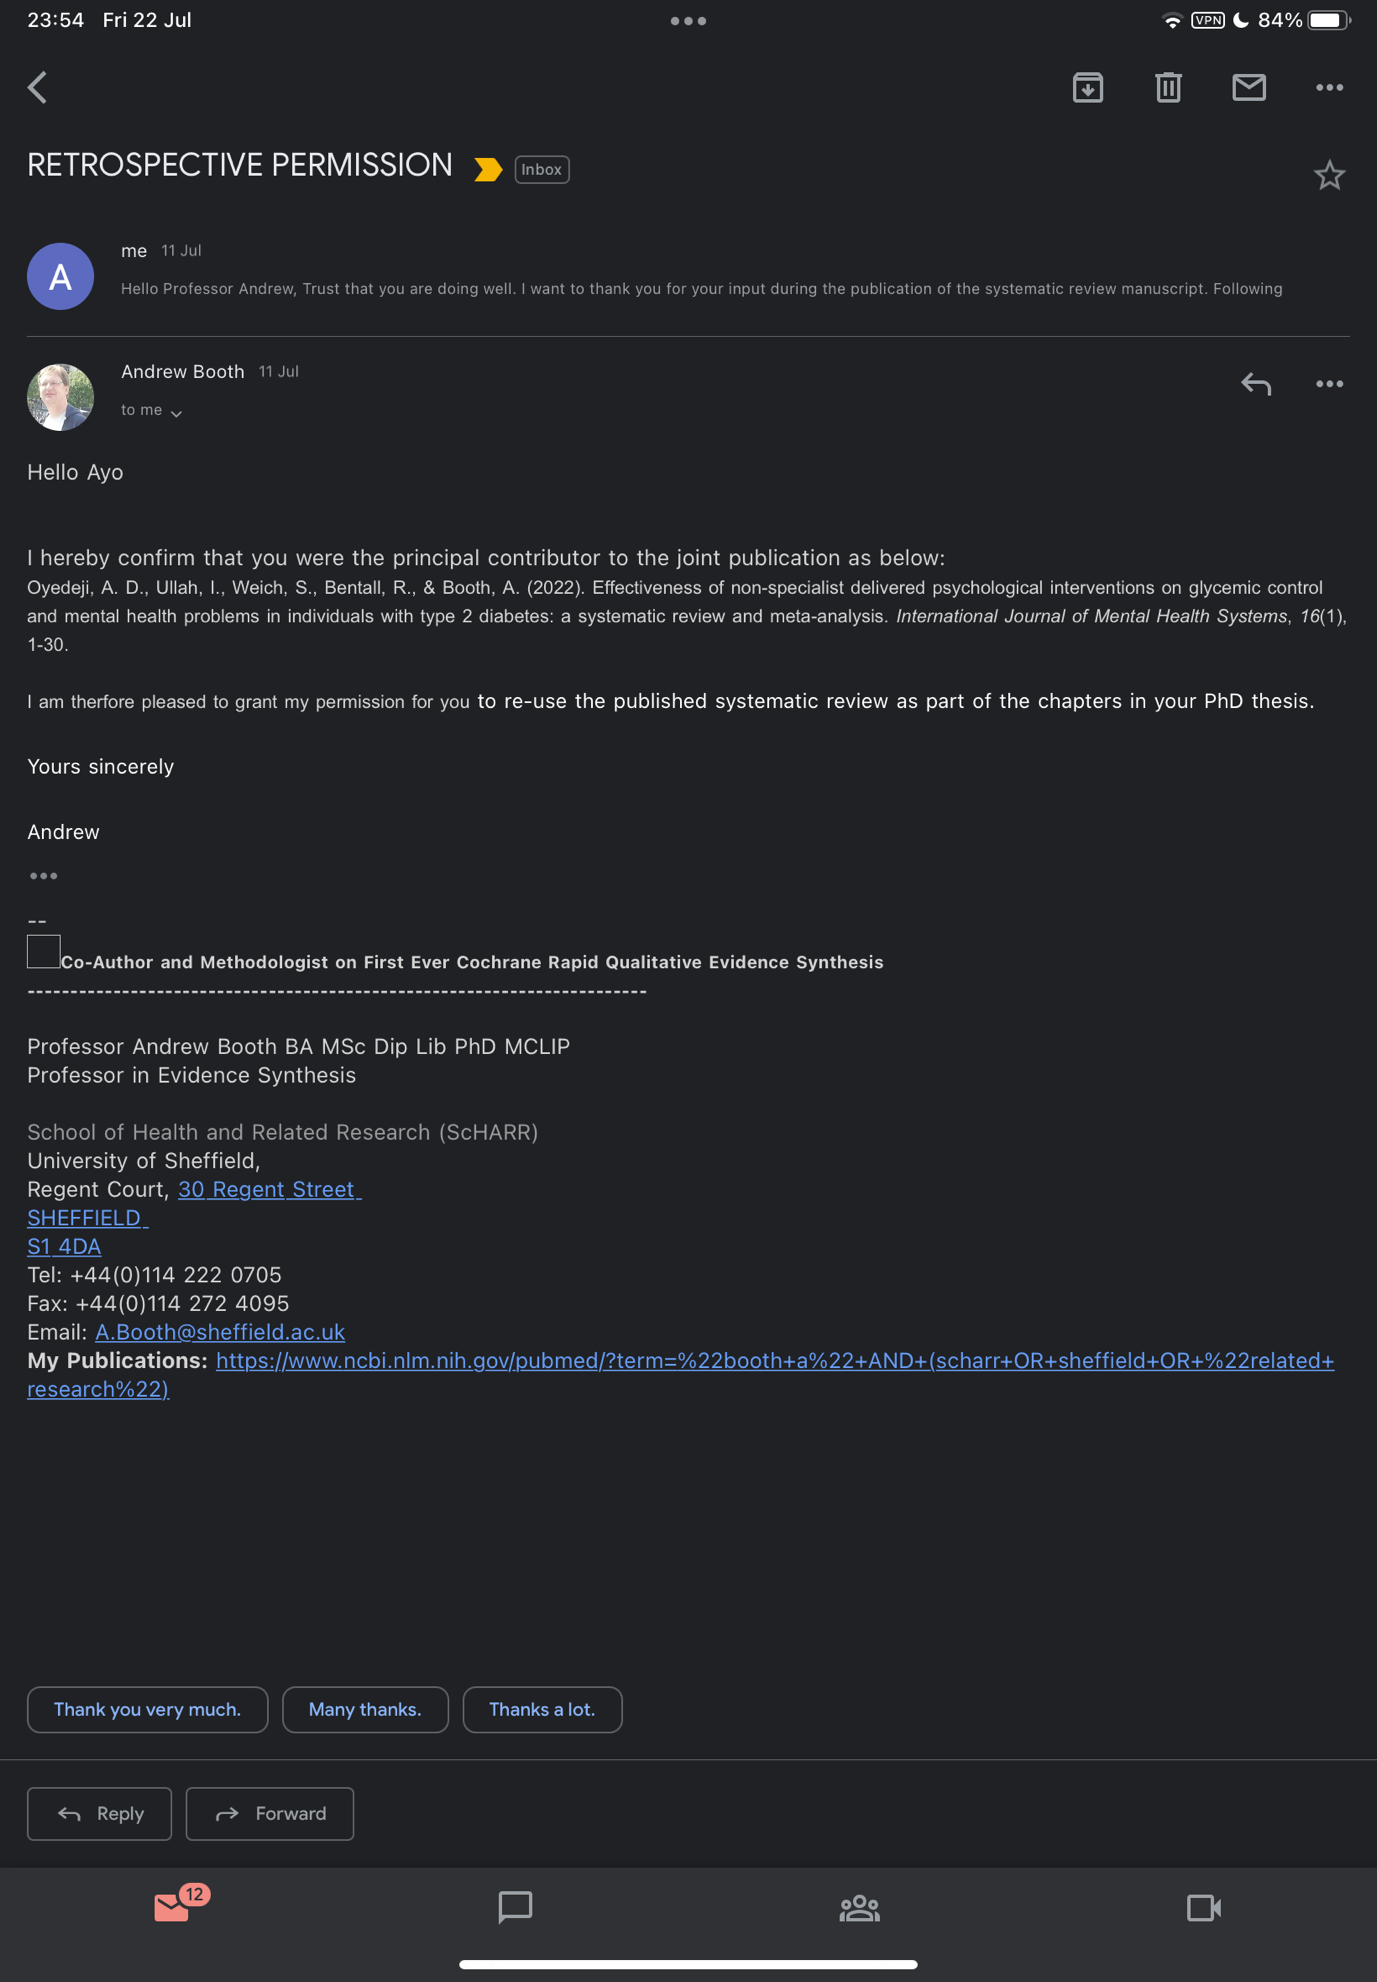 23:54 Fri 22 Jul
VPN 84%
RETROSPECTIVE PERMISSION Inbox
A
me 11 Jul
Hello Professor Andrew, Trust that you are doing well. I want to thank you for your input during the publication of the systematic review manuscript. Following
Andrew Booth 11 Jul
to me
Hello Ayo
I hereby confirm that you were the principal contributor to the joint publication as below:
Oyedeji, A. D., Ullah, I., Weich, S., Bentall, R., & Booth, A. (2022). Effectiveness of non-specialist delivered psychological interventions on glycemic control
and mental health problems in individuals with type 2 diabetes: a systematic review and meta-analysis. International Journal of Mental Health Systems, 16(1),
1-30.
I am therfore pleased to grant my permission for you to re-use the published systematic review as part of the chapters in your PhD thesis.
Yours sincerely
Andrew
--
Co-Author and Methodologist on First Ever Cochrane Rapid Qualitative Evidence Synthesis
------------------------------------------------------------------------
Professor Andrew Booth BA MSc Dip Lib PhD MCLIP
Professor in Evidence Synthesis
School of Health and Related Research (ScHARR)
University of Sheffield,
Regent Court, 30 Regent Street
SHEFFIELD
S1 4DA
Tel: +44(0)114 222 0705
Fax: +44(0)114 272 4095
Email: A.Booth@sheffield.ac.uk
My Publications: https://www.ncbi.nlm.nih.gov/pubmed/?term=%22booth+a%22+AND+(scharr+OR+sheffield+OR+%22related+
research%22)
Thank you very much. Many thanks. Thanks a lot.
Reply Forward
12